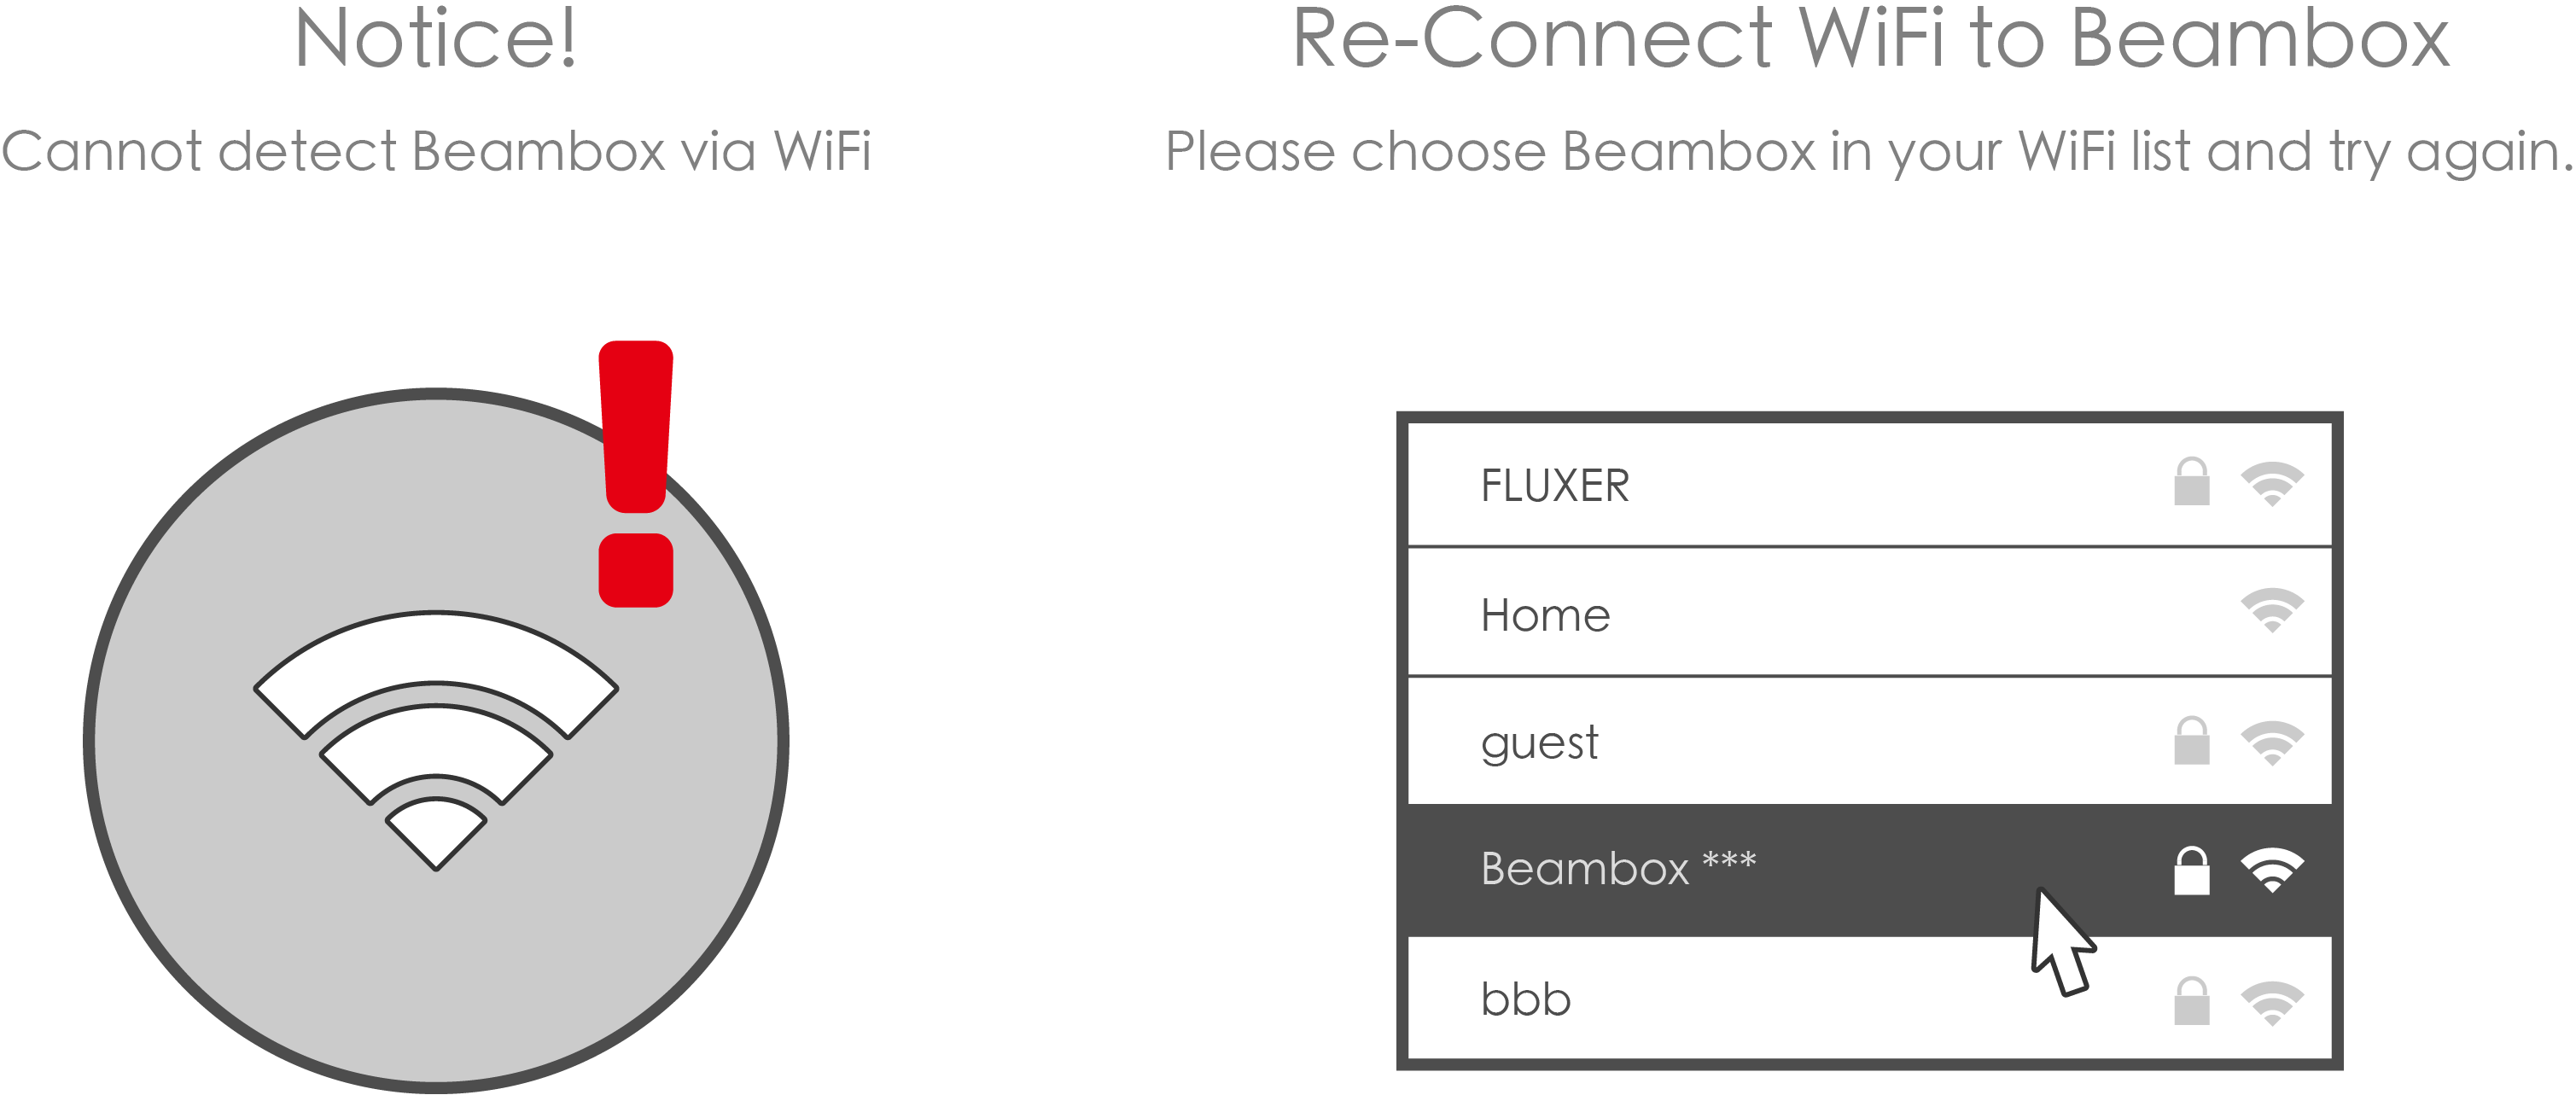 Notice!
Cannot detect Beambox via WiFi
Re-Connect WiFi to Beambox
Please choose Beambox in your WiFi list and try again.
FLUXER
Home
guest
Beambox ***
bbb